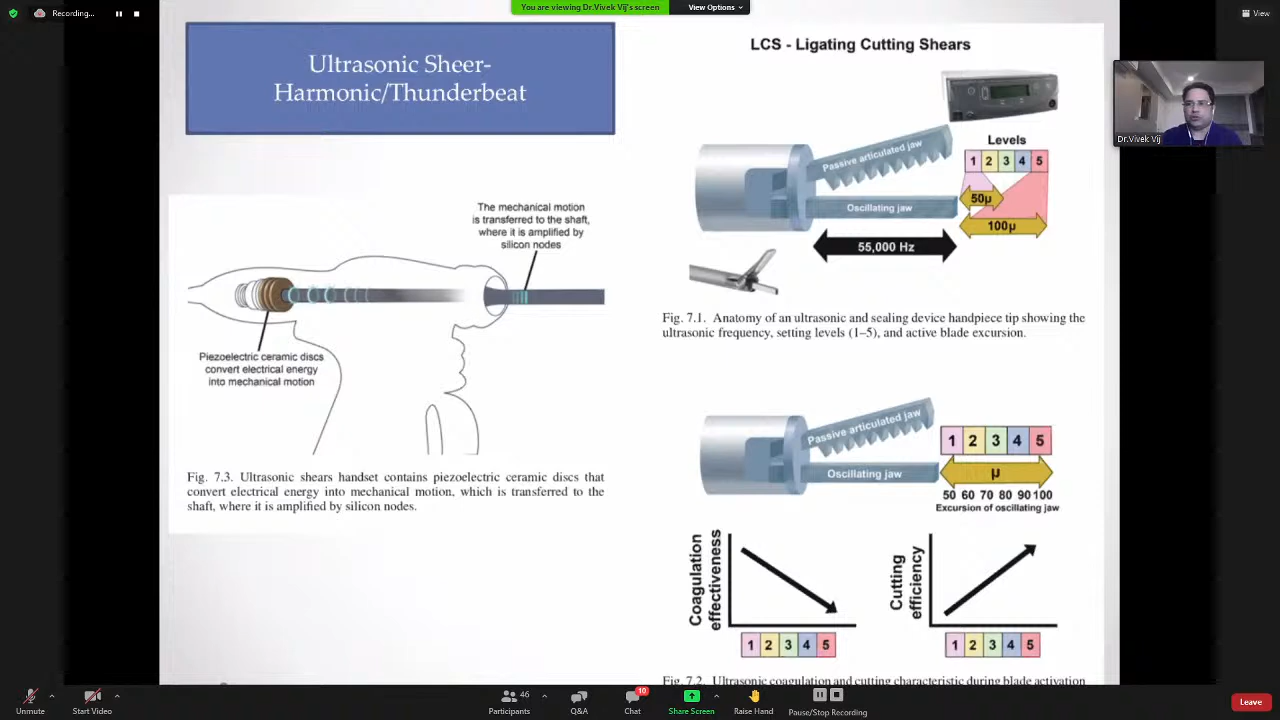 Recording...
You are viewing Dr.Vivek Vij's screen
View Options
View
Ultrasonic Sheer-
Harmonic/Thunderbeat
The mechanical motion
is transferred to the shaft,
where it is amplified by
silicon nodes
Piezoelectric ceramic discs
convert electrical energy
into mechanical motion
Fig. 7.3. Ultrasonic shears handset contains piezoelectric ceramic discs that
convert electrical energy into mechanical motion, which is transferred to the
shaft, where it is amplified by silicon nodes.
LCS - Ligating Cutting Shears
Passive articulated jaw
Oscillating jaw
Levels
1 2 3 4 5
50µ
100µ
55,000 Hz
Fig. 7.1. Anatomy of an ultrasonic and sealing device handpiece tip showing the
ultrasonic frequency, setting levels (1–5), and active blade excursion.
Passive articulated jaw
Oscillating jaw
1 2 3 4 5
µ
50 60 70 80 90 100
Excursion of oscillating jaw
Coagulation
effectiveness
1 2 3 4 5
Cutting
efficiency
1 2 3 4 5
Fig. 7.2. Ultrasonic coagulation and cutting characteristic during blade activation
Dr.Vivek Vij
Unmute
Start Video
46
Participants
Q&A
10
Chat
Share Screen
Raise Hand
Pause/Stop Recording
Leave